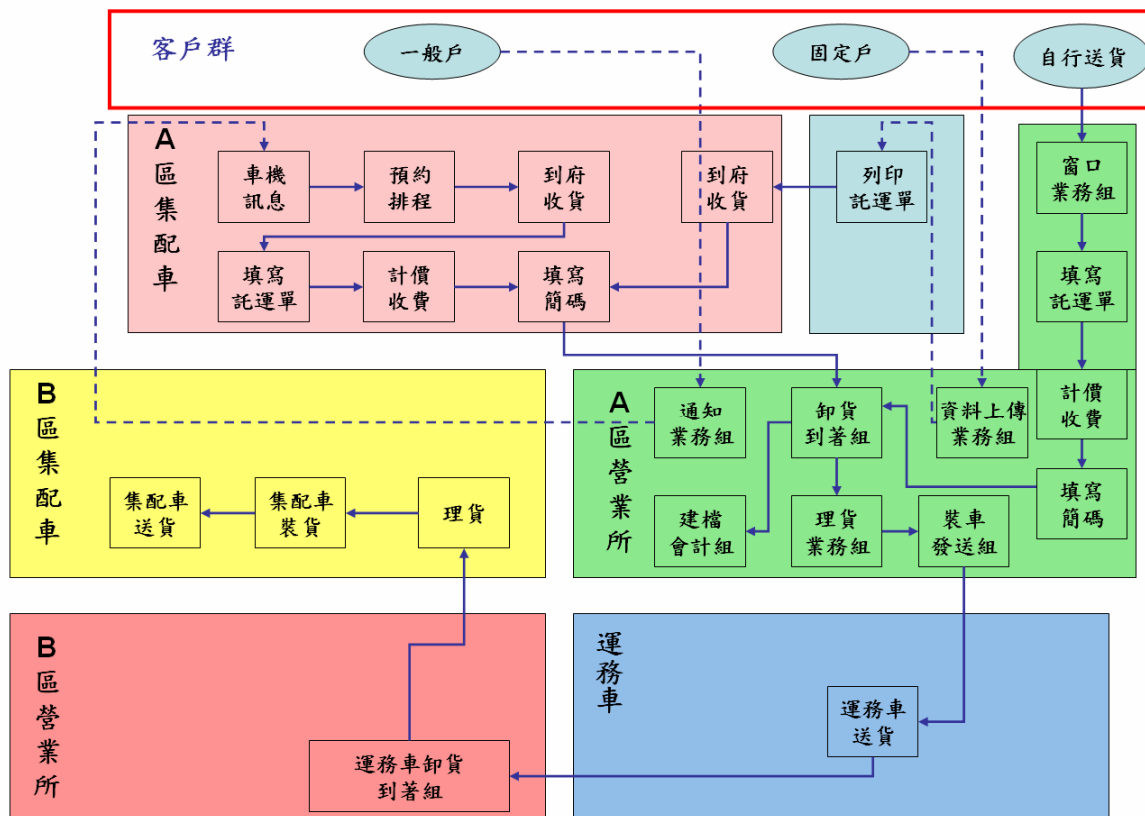 客戶群
一般戶
固定戶
自行送貨
A
區
集
配
車
車機
訊息
預約
排程
到府
收貨
到府
收貨
列印
託運單
窗口
業務組
填寫
託運單
計價
收費
填寫
簡碼
填寫
託運單
計價
收費
B
區
集
配
車
集配車
送貨
集配車
裝貨
理貨
A
區
營
業
所
通知
業務組
卸貨
到著組
資料上傳
業務組
填寫
簡碼
建檔
會計組
理貨
業務組
裝車
發送組
B
區
營
業
所
運務車卸貨
到著組
運
務
車
運務車
送貨